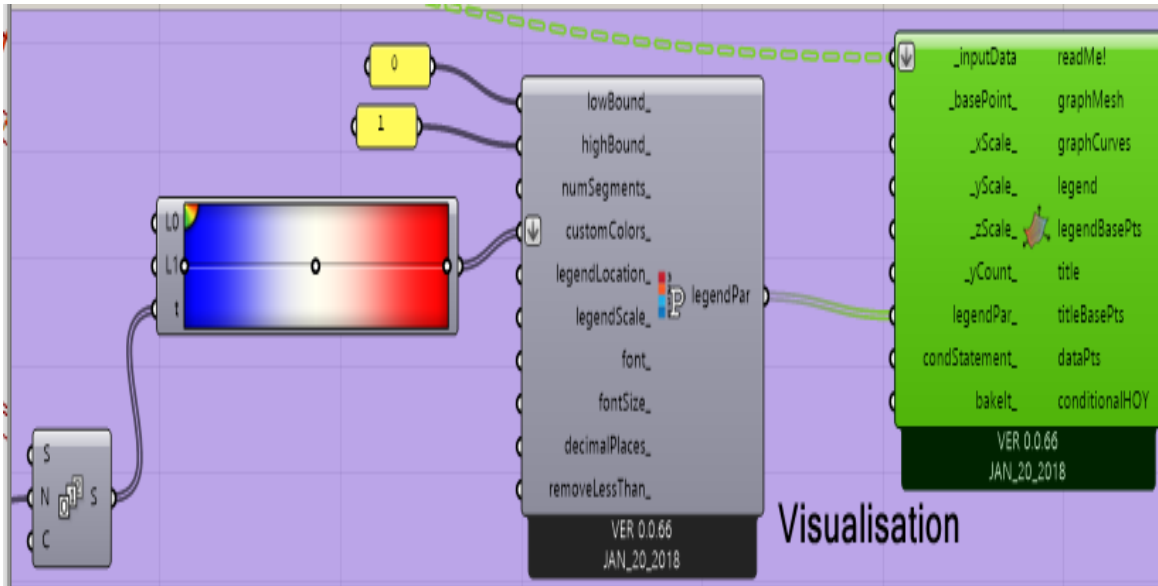 0
1
L0
L1
t
S
N
C
S
lowBound_
highBound_
numSegments_
customColors_
legendLocation_
legendScale_
font_
fontSize_
decimalPlaces_
removeLessThan_
legendPar
P
VER 0.0.66
JAN_20_2018
_inputData readMe!
_basePoint_ graphMesh
_xScale_ graphCurves
_yScale_ legend
_zScale_ legendBasePts
_yCount_ title
legendPar_ titleBasePts
condStatement_ dataPts
bakeIt_ conditionalHOY
VER 0.0.66
JAN_20_2018
Visualisation